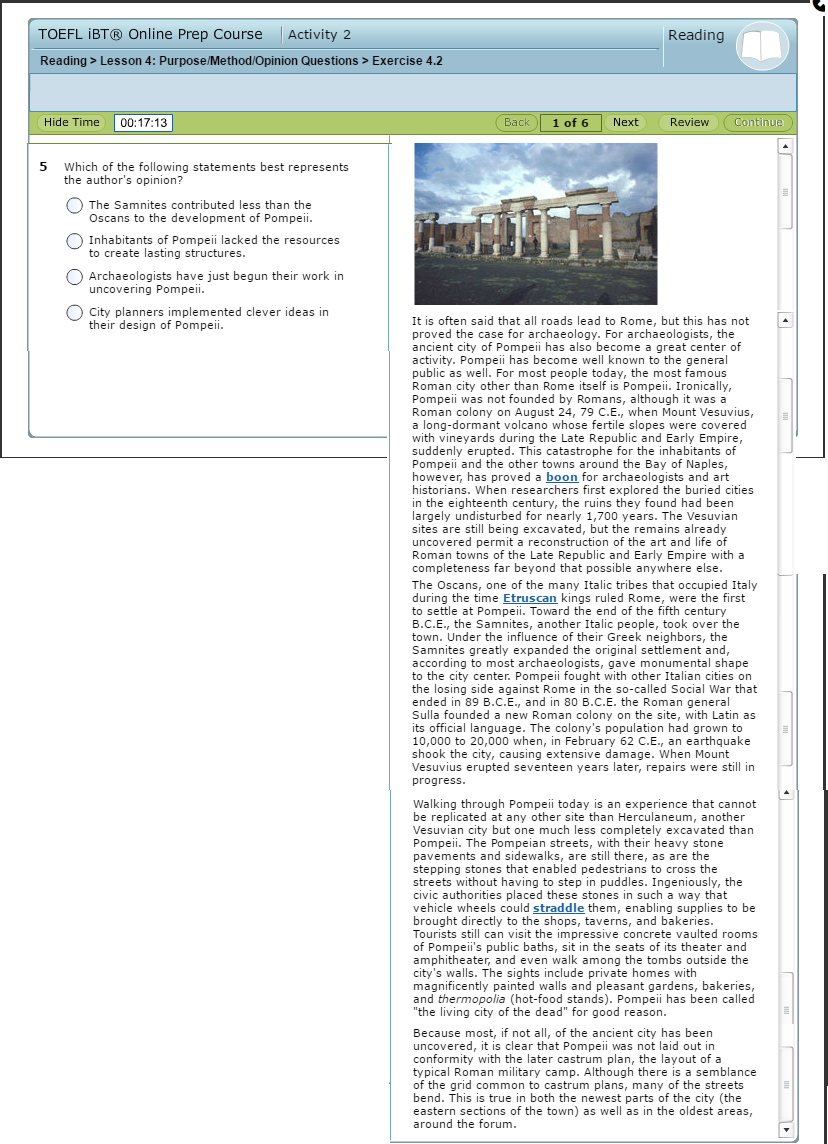 TOEFL iBT® Online Prep Course Activity 2 Reading
Reading > Lesson 4: Purpose/Method/Opinion Questions > Exercise 4.2
Hide Time 00:17:13 Back 1 of 6 Next Review Continue
5 Which of the following statements best represents
the author's opinion?
The Samnites contributed less than the
Oscans to the development of Pompeii.
Inhabitants of Pompeii lacked the resources
to create lasting structures.
Archaeologists have just begun their work in
uncovering Pompeii.
City planners implemented clever ideas in
their design of Pompeii.
It is often said that all roads lead to Rome, but this has not
proved the case for archaeology. For archaeologists, the
ancient city of Pompeii has also become a great center of
activity. Pompeii has become well known to the general
public as well. For most people today, the most famous
Roman city other than Rome itself is Pompeii. Ironically,
Pompeii was not founded by Romans, although it was a
Roman colony on August 24, 79 C.E., when Mount Vesuvius,
a long-dormant volcano whose fertile slopes were covered
with vineyards during the Late Republic and Early Empire,
suddenly erupted. This catastrophe for the inhabitants of
Pompeii and the other towns around the Bay of Naples,
however, has proved a boon for archaeologists and art
historians. When researchers first explored the buried cities
in the eighteenth century, the ruins they found had been
largely undisturbed for nearly 1,700 years. The Vesuvian
sites are still being excavated, but the remains already
uncovered permit a reconstruction of the art and life of
Roman towns of the Late Republic and Early Empire with a
completeness far beyond that possible anywhere else.
The Oscans, one of the many Italic tribes that occupied Italy
during the time Etruscan kings ruled Rome, were the first
to settle at Pompeii. Toward the end of the fifth century
B.C.E., the Samnites, another Italic people, took over the
town. Under the influence of their Greek neighbors, the
Samnites greatly expanded the original settlement and,
according to most archaeologists, gave monumental shape
to the city center. Pompeii fought with other Italian cities on
the losing side against Rome in the so-called Social War that
ended in 89 B.C.E., and in 80 B.C.E. the Roman general
Sulla founded a new Roman colony on the site, with Latin as
its official language. The colony's population had grown to
10,000 to 20,000 when, in February 62 C.E., an earthquake
shook the city, causing extensive damage. When Mount
Vesuvius erupted seventeen years later, repairs were still in
progress.
Walking through Pompeii today is an experience that cannot
be replicated at any other site than Herculaneum, another
Vesuvian city but one much less completely excavated than
Pompeii. The Pompeian streets, with their heavy stone
pavements and sidewalks, are still there, as are the
stepping stones that enabled pedestrians to cross the
streets without having to step in puddles. Ingeniously, the
civic authorities placed these stones in such a way that
vehicle wheels could straddle them, enabling supplies to be
brought directly to the shops, taverns, and bakeries.
Tourists still can visit the impressive concrete vaulted rooms
of Pompeii's public baths, sit in the seats of its theater and
amphitheater, and even walk among the tombs outside the
city's walls. The sights include private homes with
magnificently painted walls and pleasant gardens, bakeries,
and thermopolia (hot-food stands). Pompeii has been called
"the living city of the dead" for good reason.
Because most, if not all, of the ancient city has been
uncovered, it is clear that Pompeii was not laid out in
conformity with the later castrum plan, the layout of a
typical Roman military camp. Although there is a semblance
of the grid common to castrum plans, many of the streets
bend. This is true in both the newest parts of the city (the
eastern sections of the town) as well as in the oldest areas,
around the forum.